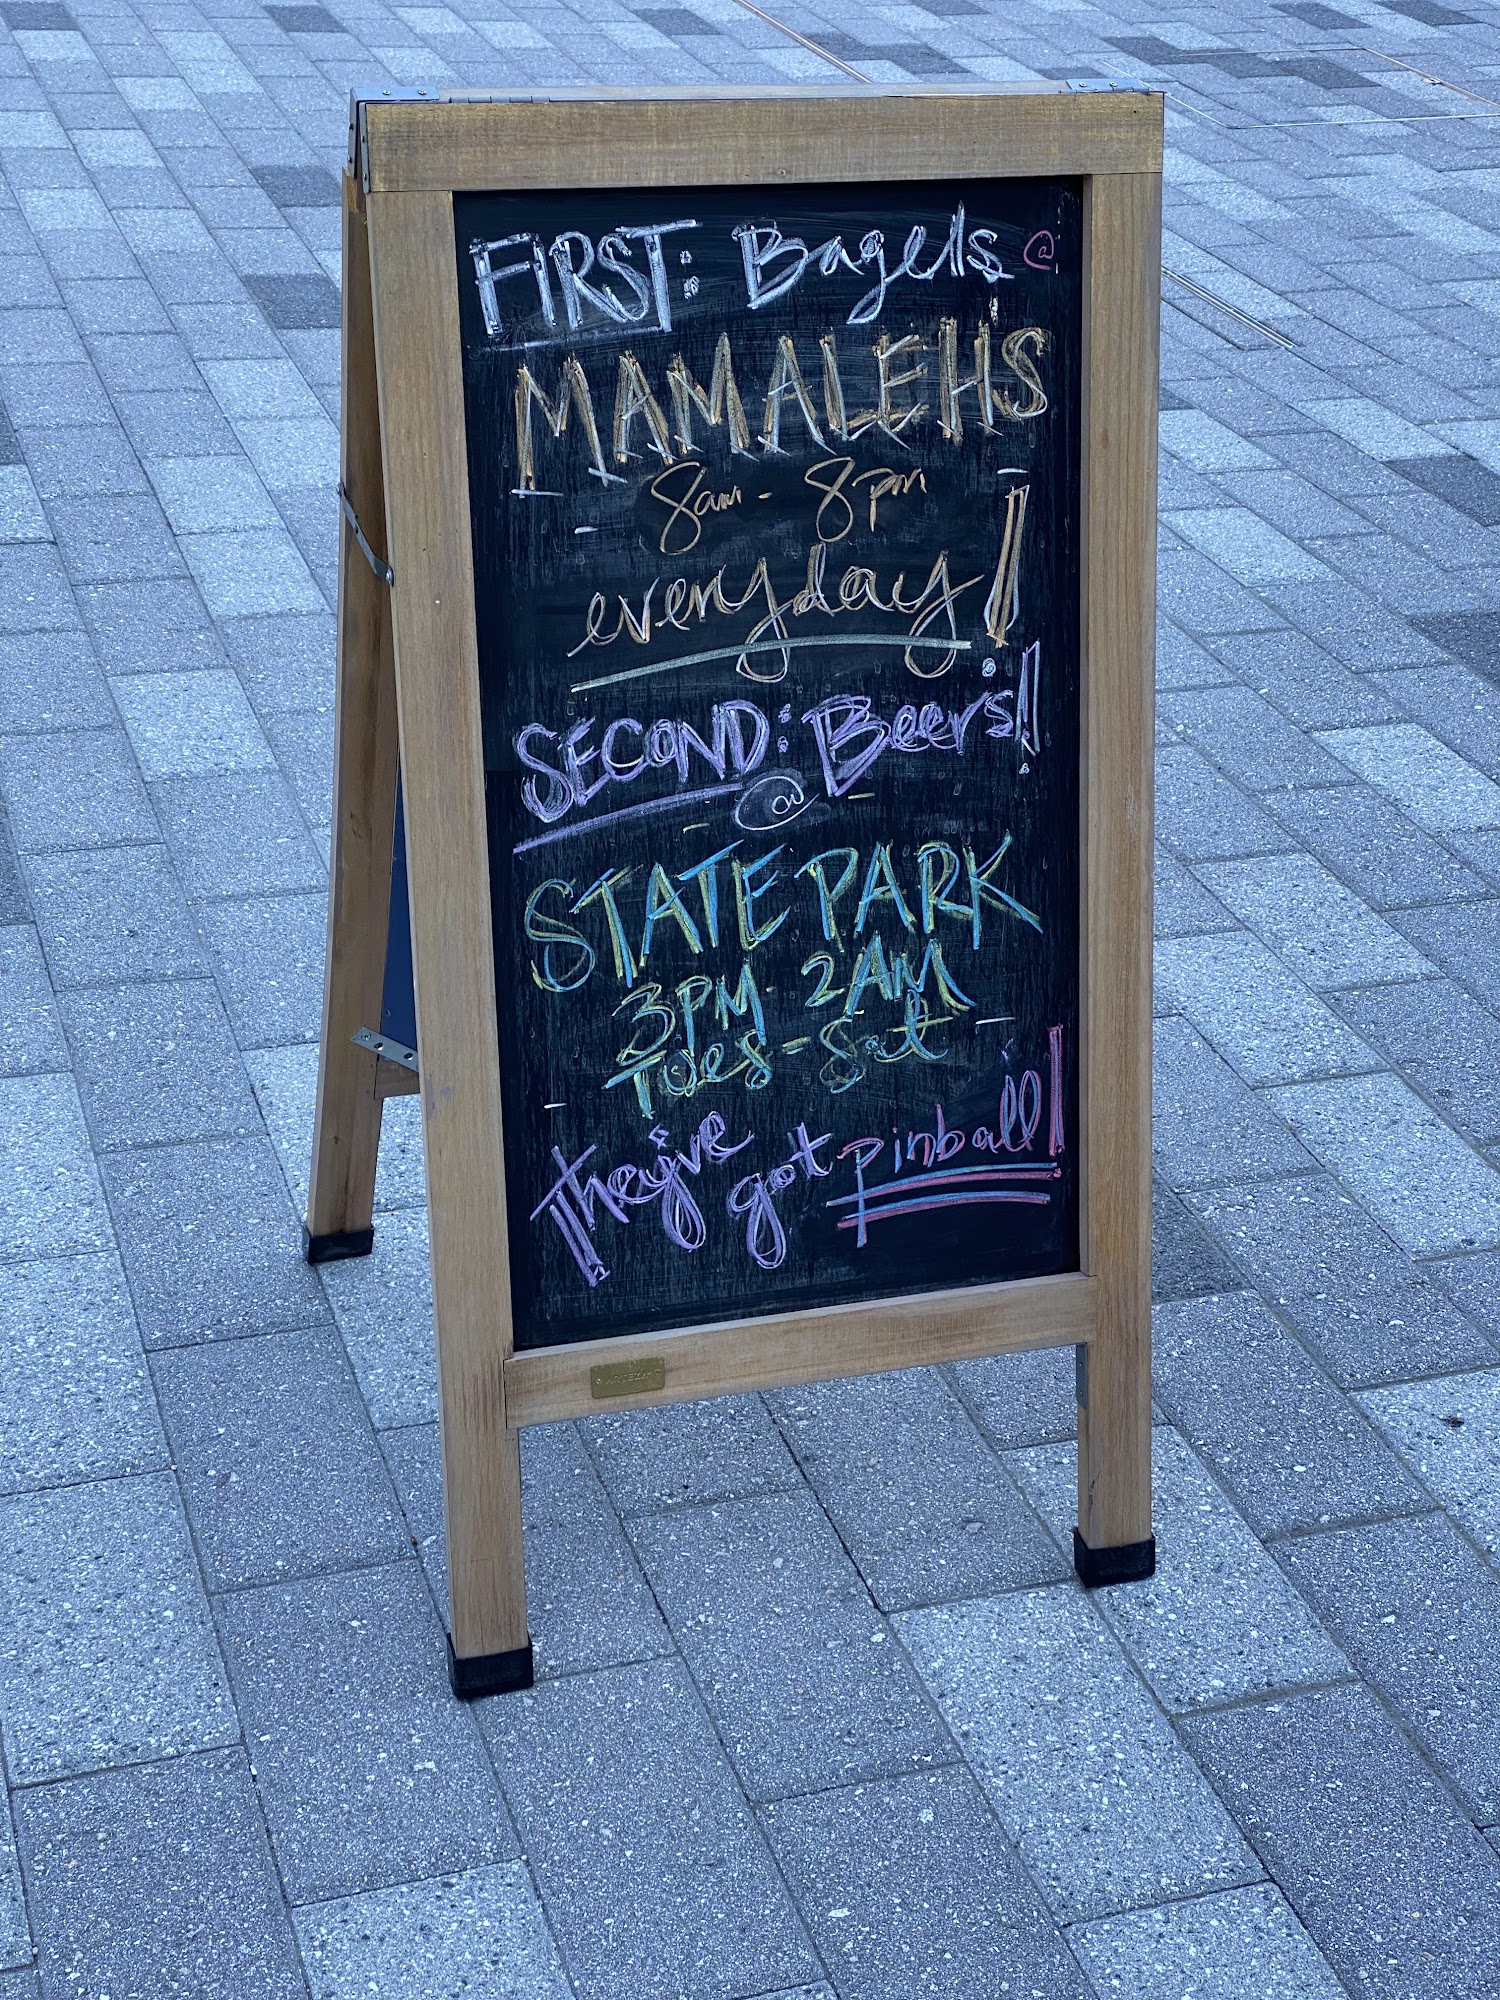 FIRST: Bagels @
MAMALEHS
8am - 8pm
everyday!
SECOND: Beers!!
@
STATE PARK
3PM - 2AM
Tues - Sat
They've got pinball!